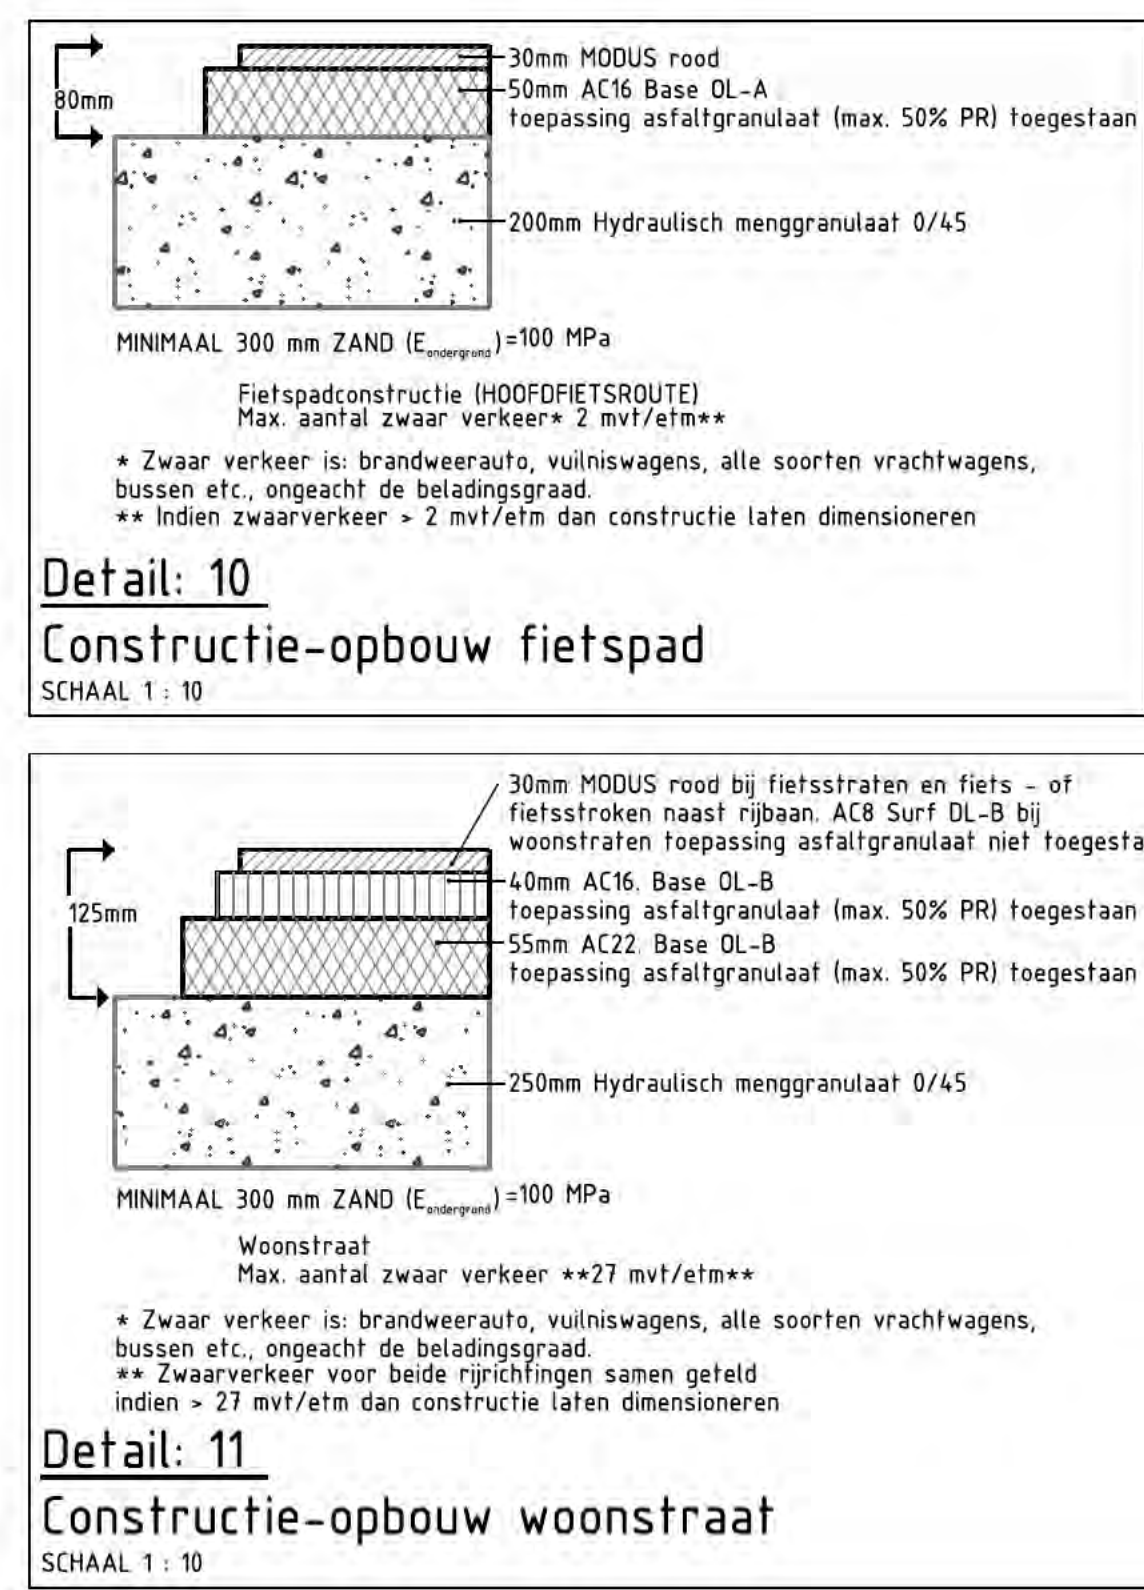 80mm
30mm MODUS rood
50mm AC16 Base OL-A
toepassing asfaltgranulaat (max. 50% PR) toegestaan
200mm Hydraulisch menggranulaat 0/45
MINIMAAL 300 mm ZAND (Eondergrond)=100 MPa
Fietspadconstructie (HOOFDFIETSROUTE)
Max. aantal zwaar verkeer* 2 mvt/etm**
* Zwaar verkeer is: brandweerauto, vuilniswagens, alle soorten vrachtwagens,
bussen etc., ongeacht de beladingsgraad.
** Indien zwaarverkeer > 2 mvt/etm dan constructie laten dimensioneren
Detail: 10
Constructie-opbouw fietspad
SCHAAL 1 : 10
125mm
30mm MODUS rood bij fietsstraten en fiets - of
fietsstroken naast rijbaan. AC8 Surf DL-B bij
woonstraten toepassing asfaltgranulaat niet toegesta
40mm AC16. Base OL-B
toepassing asfaltgranulaat (max. 50% PR) toegestaan
55mm AC22. Base OL-B
toepassing asfaltgranulaat (max. 50% PR) toegestaan
250mm Hydraulisch menggranulaat 0/45
MINIMAAL 300 mm ZAND (Eondergrond)=100 MPa
Woonstraat
Max. aantal zwaar verkeer **27 mvt/etm**
* Zwaar verkeer is: brandweerauto, vuilniswagens, alle soorten vrachtwagens,
bussen etc., ongeacht de beladingsgraad.
** Zwaarverkeer voor beide rijrichtingen samen geteld
indien > 27 mvt/etm dan constructie laten dimensioneren
Detail: 11
Constructie-opbouw woonstraat
SCHAAL 1 : 10